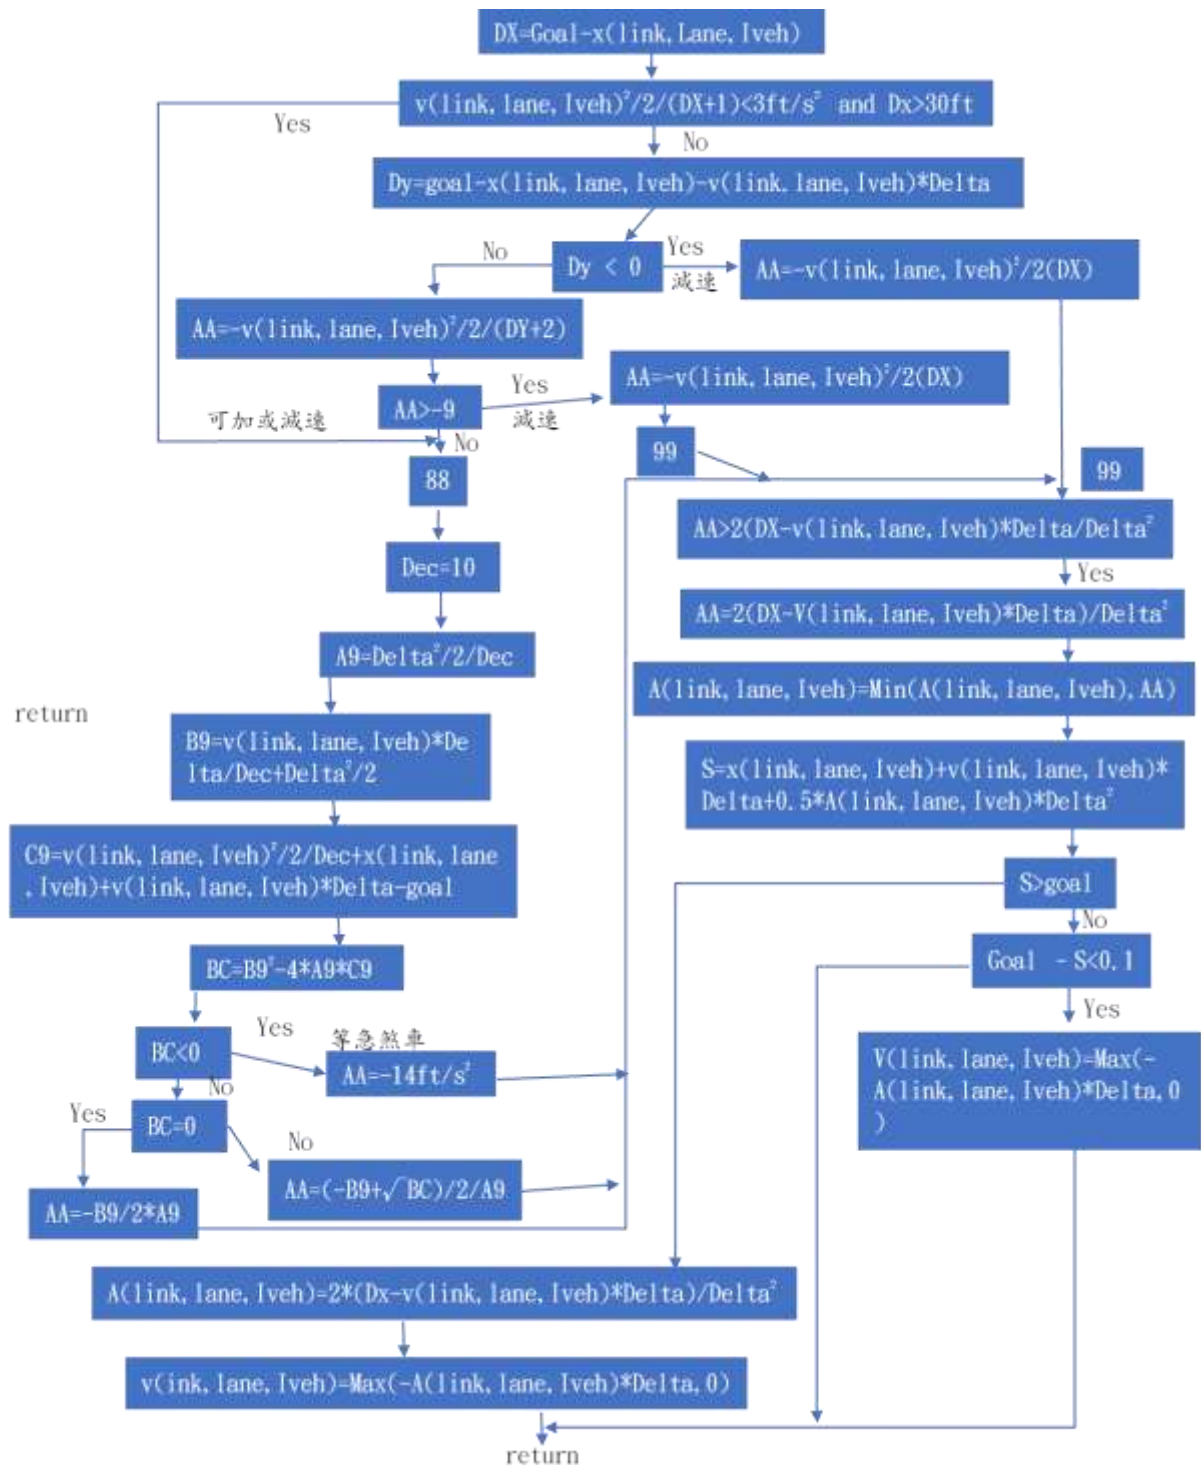 DX=Goal-x(link,Lane,Iveh)
v(link,lane,Iveh)²/2/(DX+1)<3ft/s² and Dx>30ft
Yes
No
Dy=goal-x(link,lane,Iveh)-v(link.lane,Iveh)*Delta
No
Dy < 0
Yes
減速
AA=-v(link,lane,Iveh)²/2(DX)
AA=-v(link,lane,Iveh)²/2/(DY+2)
AA>-9
Yes
減速
AA=-v(link,lane,Iveh)²/2(DX)
可加或減速
No
99
99
88
AA>2(DX-v(link,lane,Iveh)*Delta/Delta²
Yes
Dec=10
AA=2(DX-V(link,lane,Iveh)*Delta)/Delta²
A9=Delta²/2/Dec
A(link,lane,Iveh)=Min(A(link,lane,Iveh),AA)
return
B9=v(link,lane,Iveh)*De
lta/Dec+Delta²/2
S=x(link,lane,Iveh)+v(link,lane,Iveh)*
Delta+0.5*A(link,lane,Iveh)*Delta²
C9=v(link,lane,Iveh)²/2/Dec+x(link,lane
,Iveh)+v(link,lane,Iveh)*Delta-goal
S>goal
No
BC=B9²-4*A9*C9
Goal -S<0.1
Yes
BC<0
Yes
等急煞車
AA=-14ft/s²
No
V(link,lane,Iveh)=Max(-
A(link,lane,Iveh)*Delta,0
)
Yes
BC=0
No
AA=(-B9+√BC)/2/A9
AA=-B9/2*A9
A(link,lane,Iveh)=2*(Dx-v(link,lane,Iveh)*Delta)/Delta²
v(ink,lane,Iveh)=Max(-A(link,lane,Iveh)*Delta,0)
return